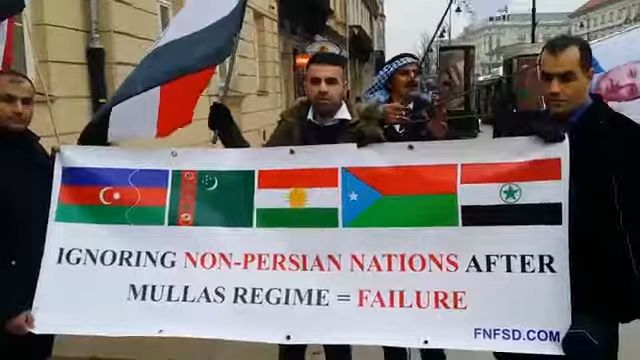 IGNORING NON-PERSIAN NATIONS AFTER
MULLAS REGIME = FAILURE
FNFSD.COM